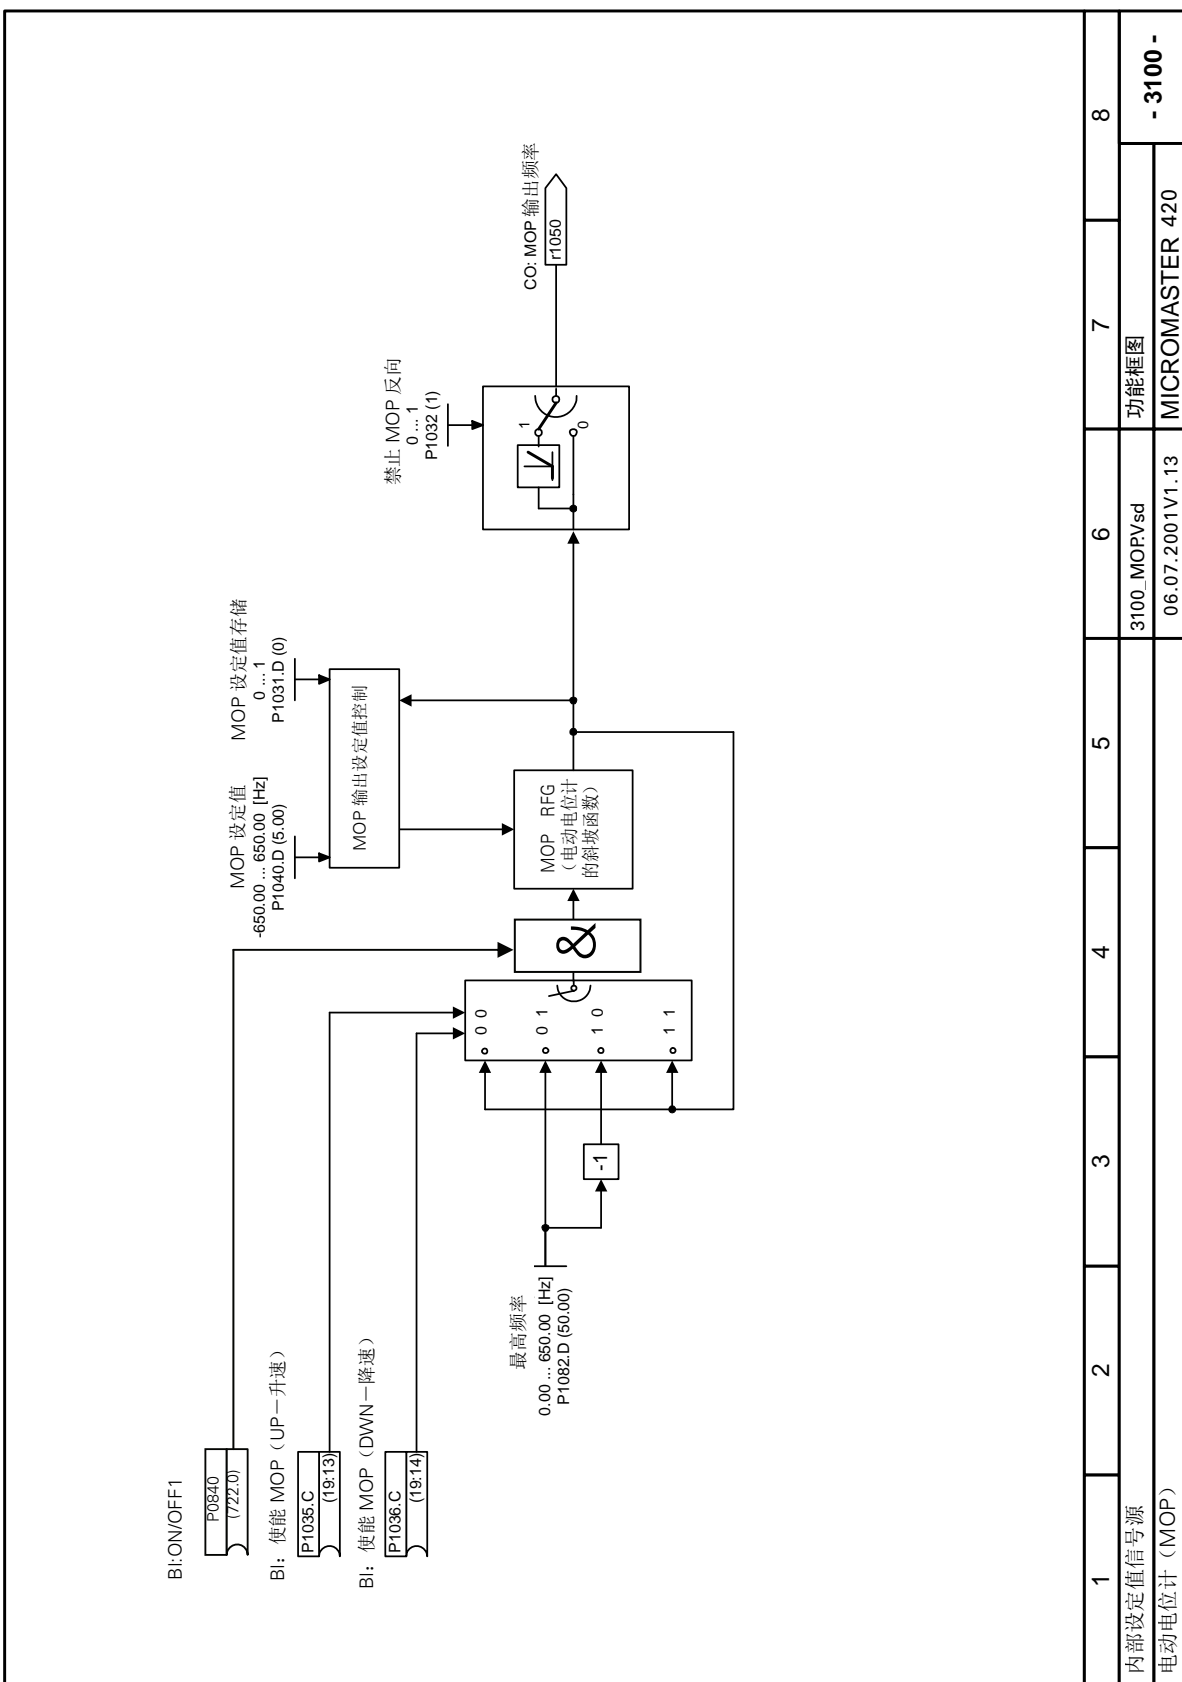 BI:ON/OFF1
P0840
(722.0)
BI：使能 MOP（UP－升速）
P1035.C
(19:13)
BI：使能 MOP（DWN－降速）
P1036.C
(19:14)
最高频率
0.00 ... 650.00 [Hz]
P1082.D (50.00)
-1
0 0
0 1
1 0
1 1
&
MOP 设定值
-650.00 ... 650.00 [Hz]
P1040.D (5.00)
MOP 设定值存储
0 ... 1
P1031.D (0)
MOP 输出设定值控制
MOP RFG
（电动电位计
的斜坡函数）
禁止 MOP 反向
0 ... 1
P1032 (1)
1
0
CO: MOP 输出频率
r1050
1 2 3 4 5 6 7 8
内部设定值信号源
3100_MOP.Vsd
功能框图
- 3100 -
电动电位计（MOP）
06.07.2001V1.13
MICROMASTER 420